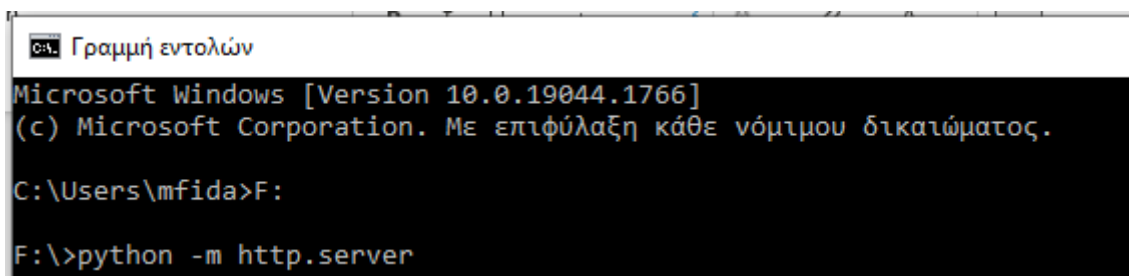 Γραμμή εντολών
Microsoft Windows [Version 10.0.19044.1766]
(c) Microsoft Corporation. Με επιφύλαξη κάθε νόμιμου δικαιώματος.
C:\Users\mfida>F:
F:\>python -m http.server